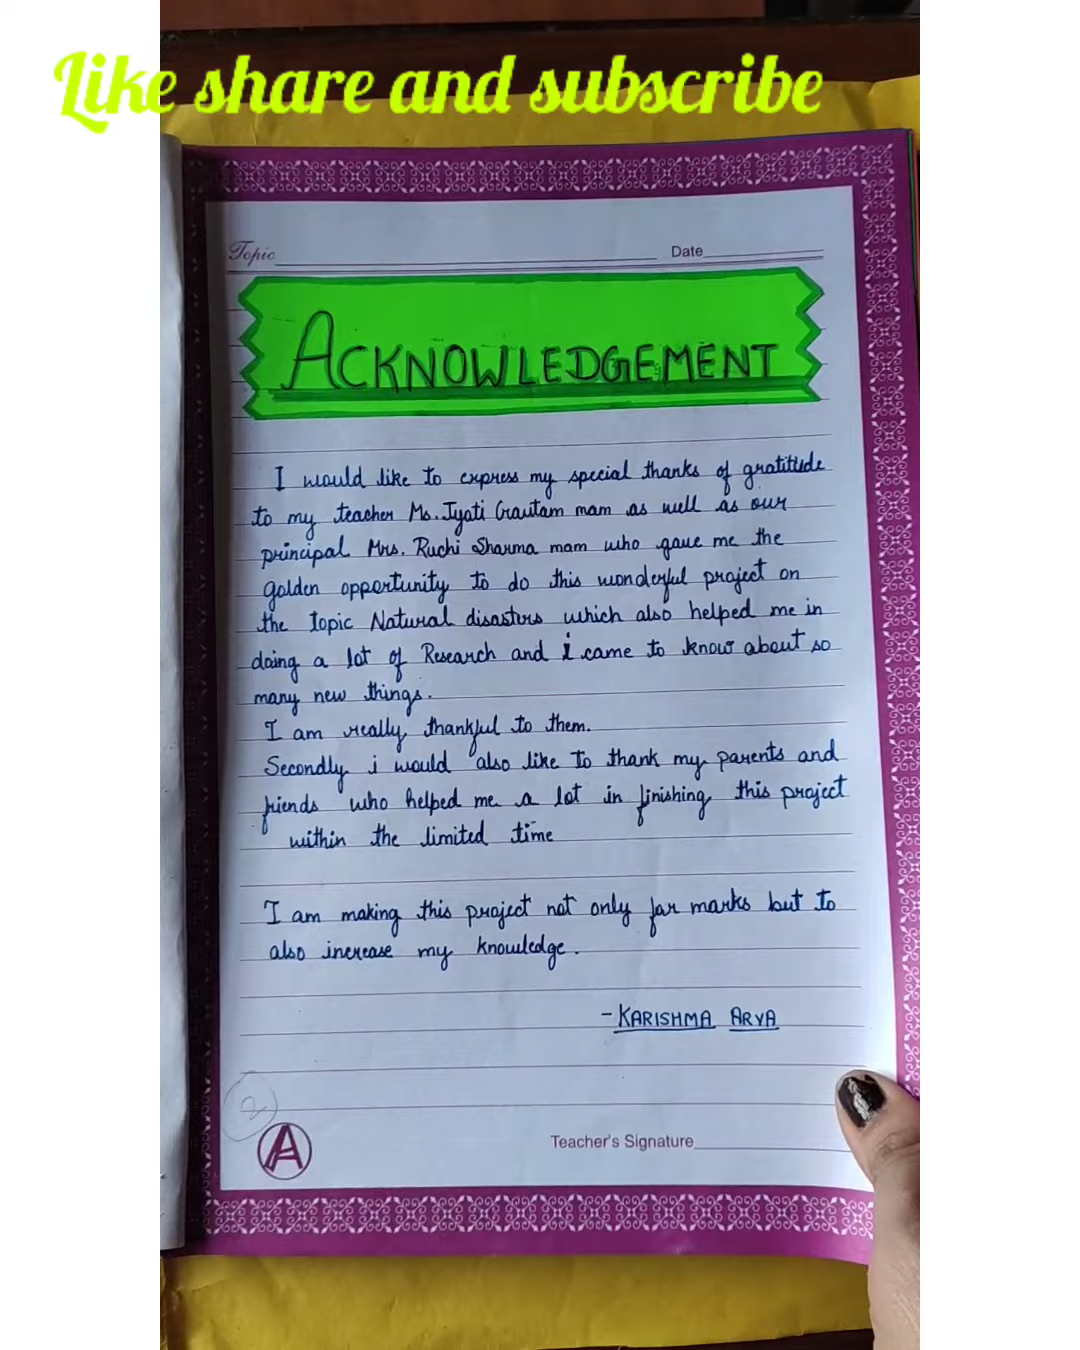 Like share and subscribe
Topic
Date
ACKNOWLEDGEMENT
I would like to express my special thanks of gratitude
to my teacher Ms. Jyati Grautam mam as well as our
principal Mrs. Ruchi Sharma mam who gave me the
golden opportunity to do this wonderful project on
the topic Natural disasters which also helped me in
doing a lot of Research and i came to know about so
many new things.
I am really thankful to them.
Secondly i would also like to thank my parents and
friends who helped me a lot in finishing this project
within the limited time
I am making this project not only for marks but to
also increase my knowledge.
- KARISHMA ARYA
2
A
Teacher's Signature